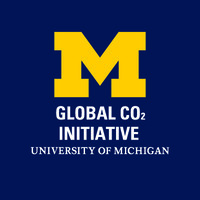 M
GLOBAL CO₂
INITIATIVE
UNIVERSITY OF MICHIGAN